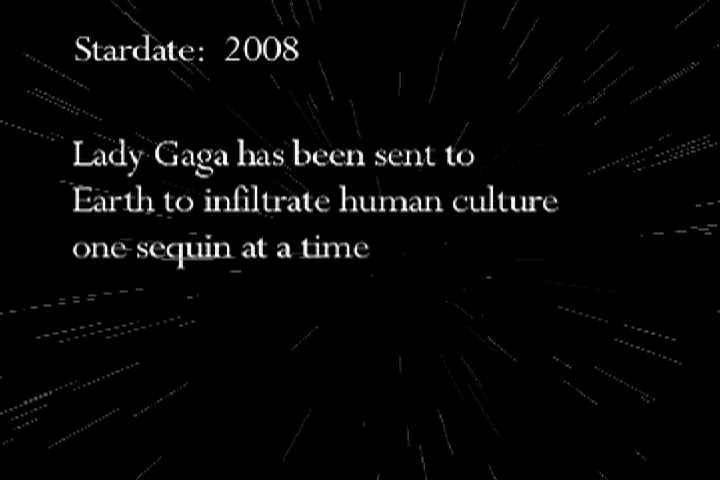 Stardate: 2008
Lady Gaga has been sent to
Earth to infiltrate human culture
one sequin at a time